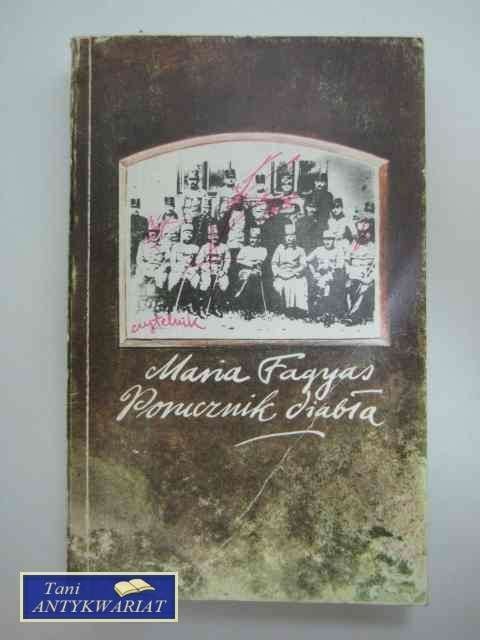 czytelnik
Maria Fagyas
Porucznik diabła
Tani
ANTYKWARIAT